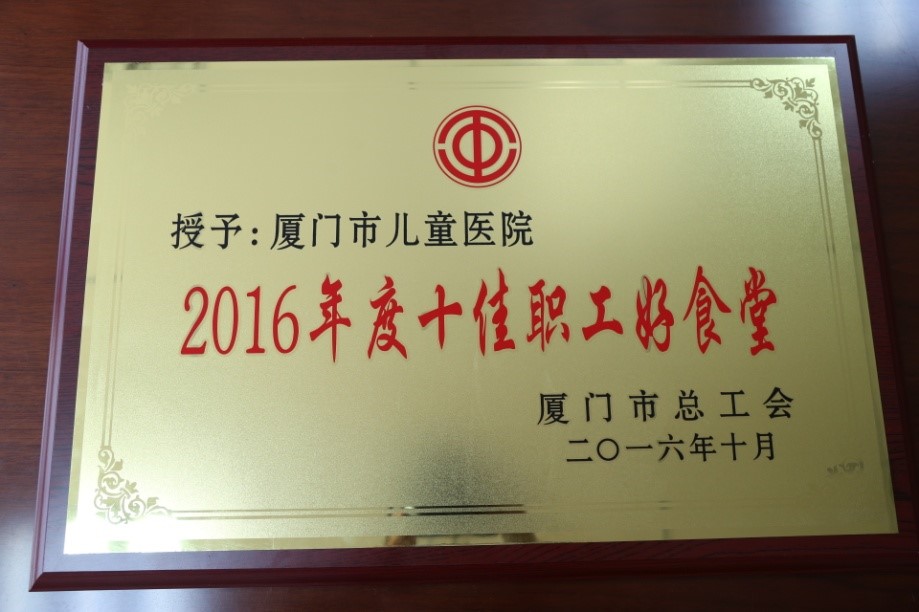 授予:厦门市儿童医院
2016年度十佳职工好食堂
厦门市总工会
二〇一六年十月